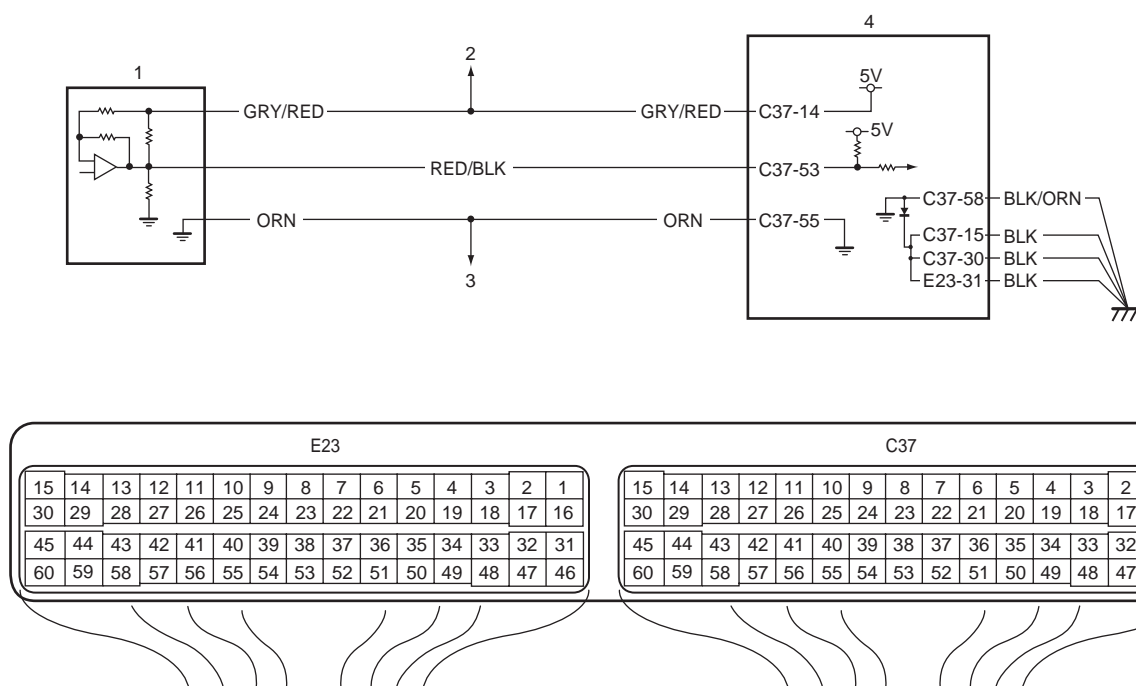 4
2
1
5V
GRY/RED GRY/RED C37-14
5V
RED/BLK C37-53
C37-58 BLK/ORN
ORN ORN C37-55
C37-15 BLK
C37-30 BLK
3 E23-31 BLK
E23 C37
15 14 13 12 11 10 9 8 7 6 5 4 3 2 1 15 14 13 12 11 10 9 8 7 6 5 4 3 2
30 29 28 27 26 25 24 23 22 21 20 19 18 17 16 30 29 28 27 26 25 24 23 22 21 20 19 18 17
45 44 43 42 41 40 39 38 37 36 35 34 33 32 31 45 44 43 42 41 40 39 38 37 36 35 34 33 32
60 59 58 57 56 55 54 53 52 51 50 49 48 47 46 60 59 58 57 56 55 54 53 52 51 50 49 48 47